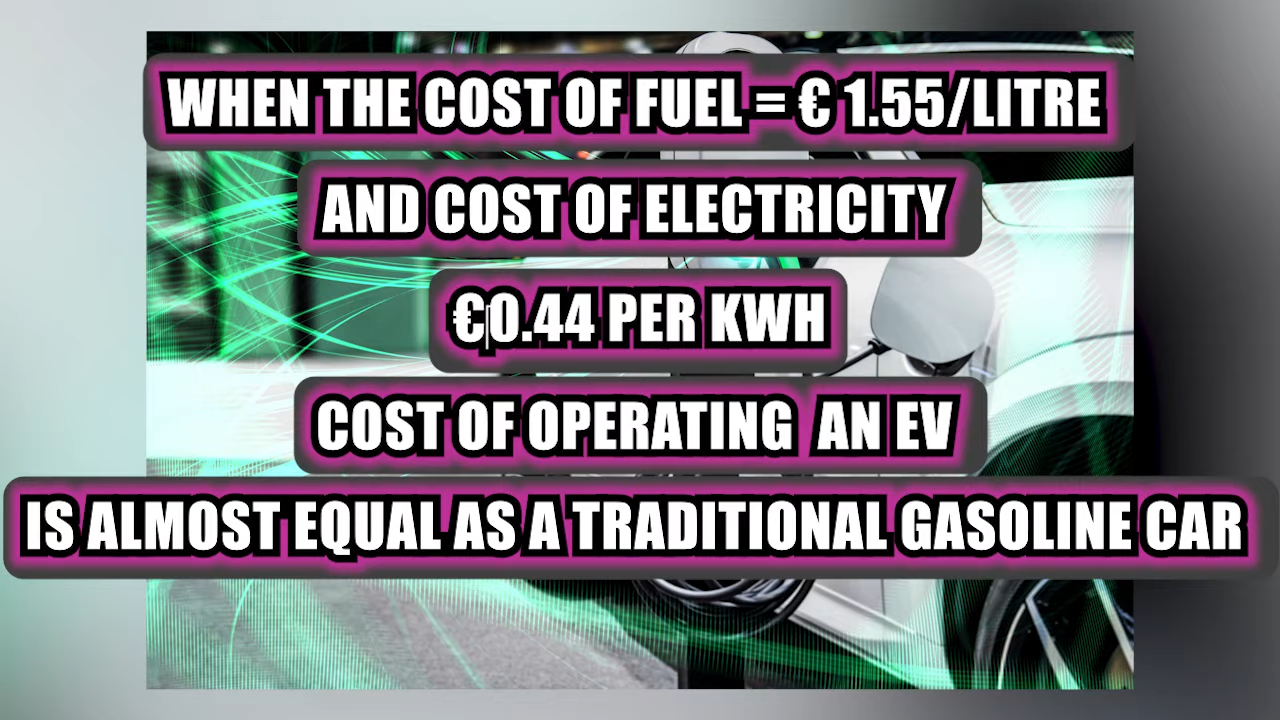 WHEN THE COST OF FUEL = € 1.55/LITRE
AND COST OF ELECTRICITY
€0.44 PER KWH
COST OF OPERATING AN EV
IS ALMOST EQUAL AS A TRADITIONAL GASOLINE CAR